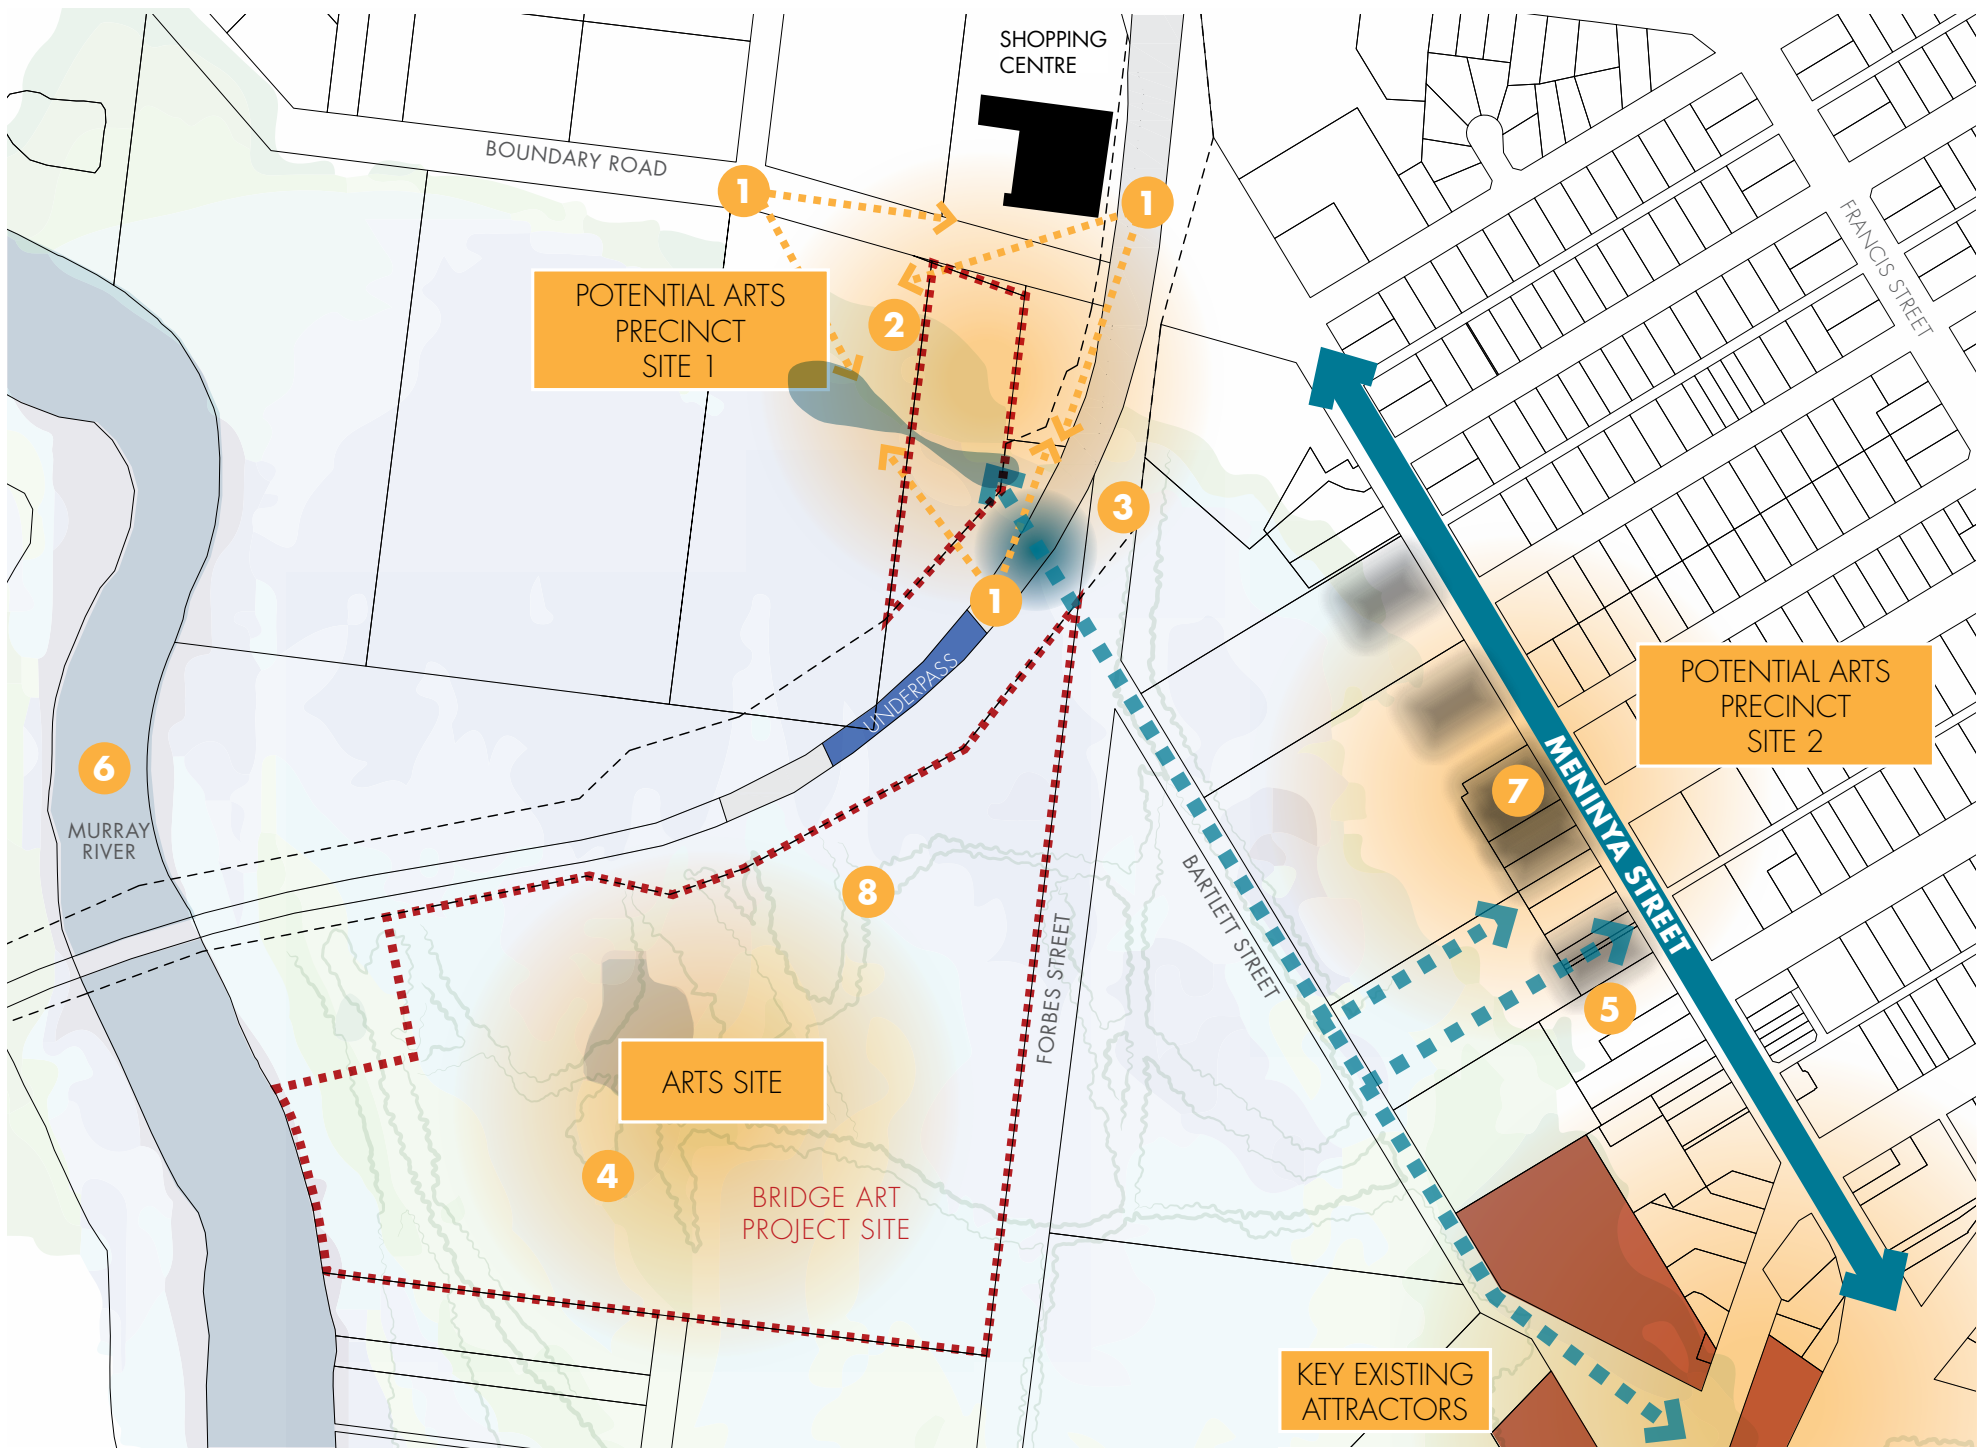 SHOPPING
CENTRE
BOUNDARY ROAD
1
1
FRANCIS STREET
POTENTIAL ARTS
PRECINCT
SITE 1
2
3
1
UNDERPASS
POTENTIAL ARTS
PRECINCT
SITE 2
6
MURRAY
RIVER
7
MENINYA STREET
8
BARTLETT STREET
FORBES STREET
5
ARTS SITE
4
BRIDGE ART
PROJECT SITE
KEY EXISTING
ATTRACTORS